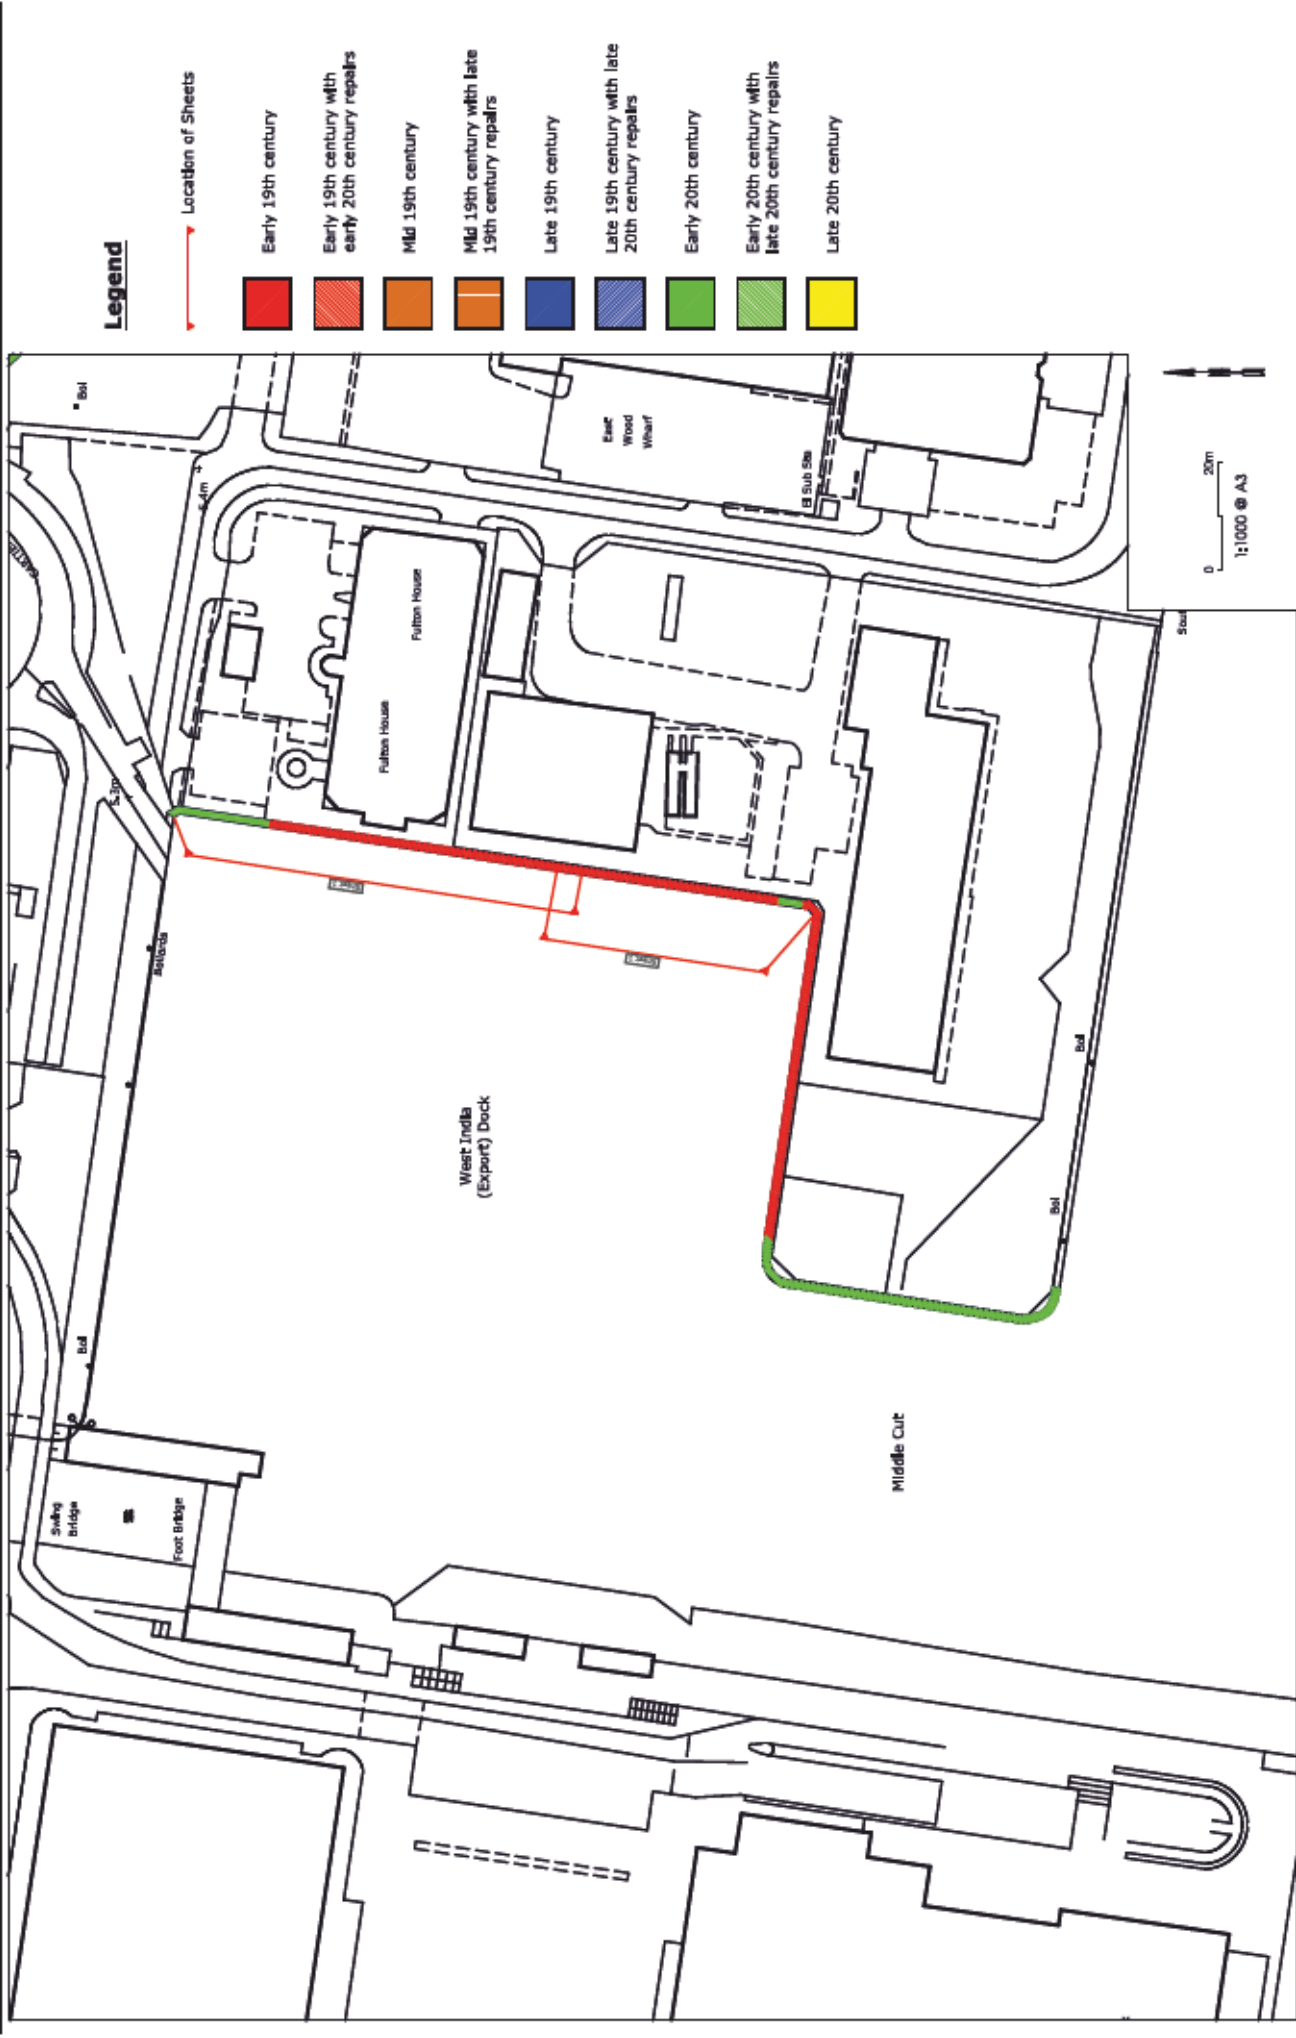 Legend
Location of Sheets
Early 19th century
Early 19th century with
early 20th century repairs
Mid 19th century
Mid 19th century with late
19th century repairs
Late 19th century
Late 19th century with late
20th century repairs
Early 20th century
Early 20th century with
late 20th century repairs
Late 20th century
0
20m
1:1000 @ A3
Bol
5.4m
East
Wood
Wharf
El Sub Sta
Fulton House
Fulton House
5.3m
Bollards
West India
(Export) Dock
Bol
Bol
Bol
Middle Cut
Swing
Bridge
Foot Bridge